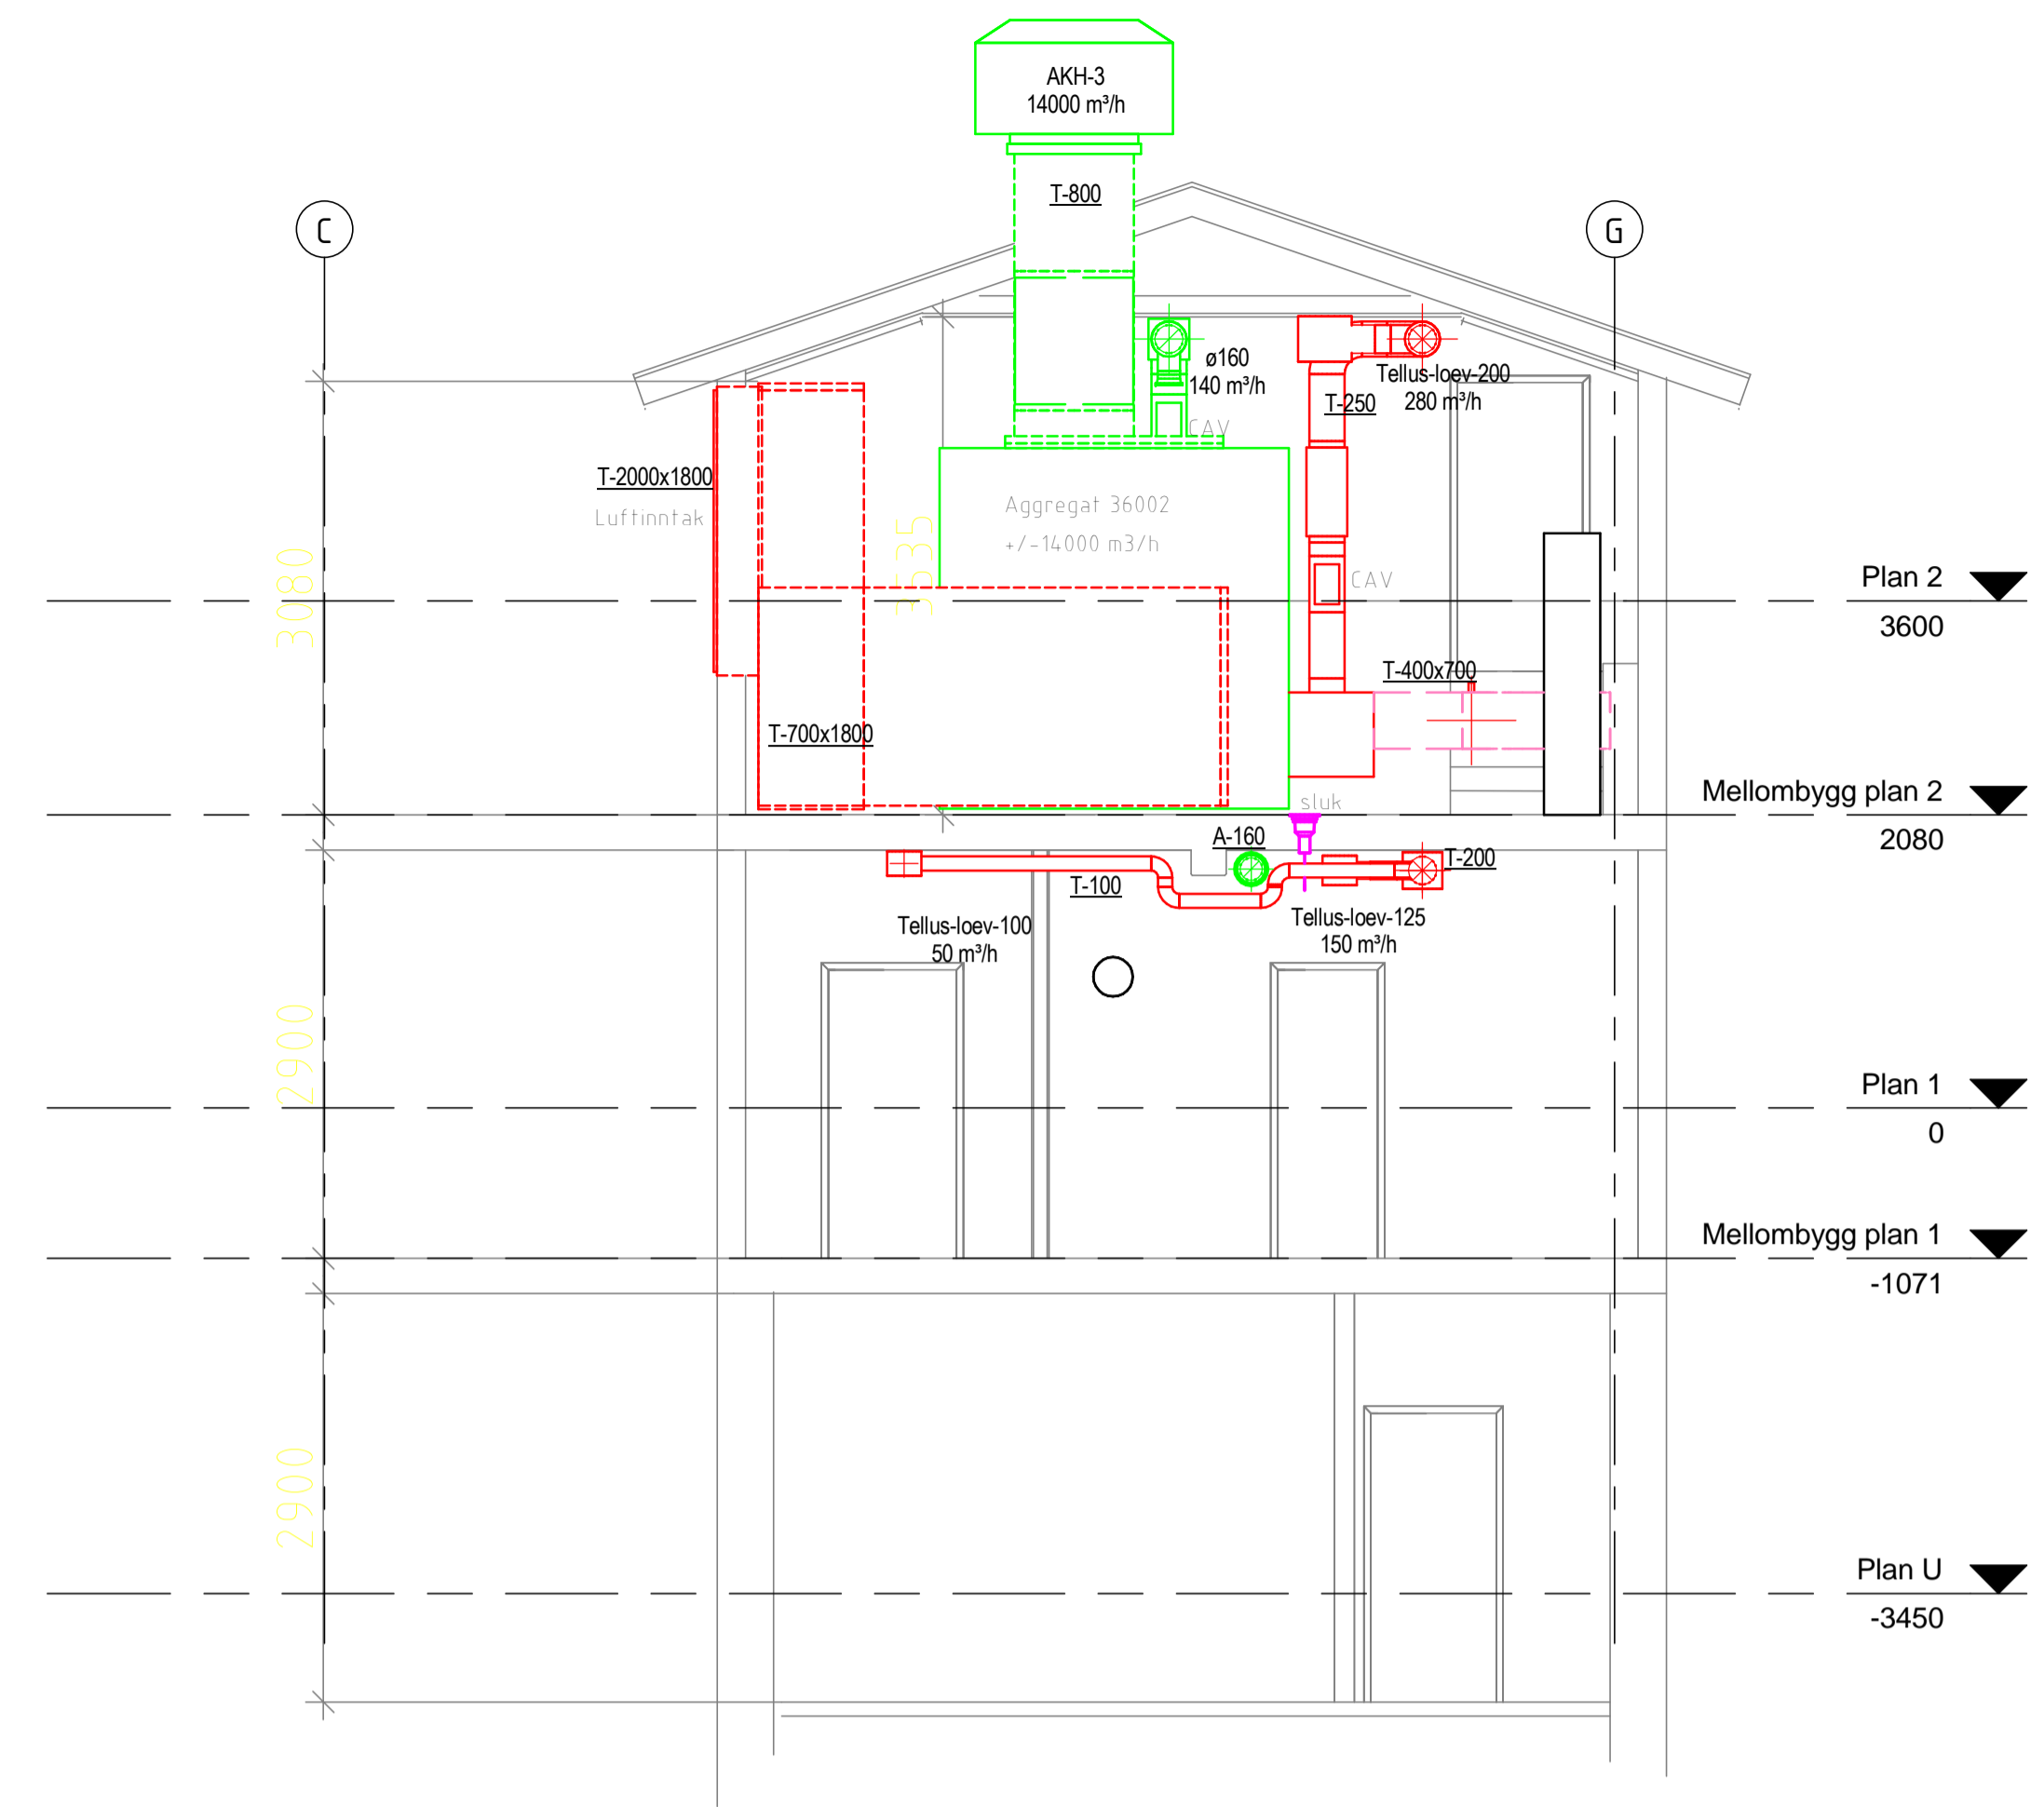 AKH-3
14000 m³/h
T-800
C
G
ø160
140 m³/h
Tellus-loev-200
280 m³/h
T-250
CAV
T-2000x1800
Luftinntak
Aggregat 36002
+/-14000 m3/h
3535
3080
CAV
Plan 2
3600
T-400x700
T-700x1800
Mellombygg plan 2
2080
sluk
A-160
T-200
T-100
Tellus-loev-100
50 m³/h
Tellus-loev-125
150 m³/h
2900
Plan 1
0
Mellombygg plan 1
-1071
2900
Plan U
-3450